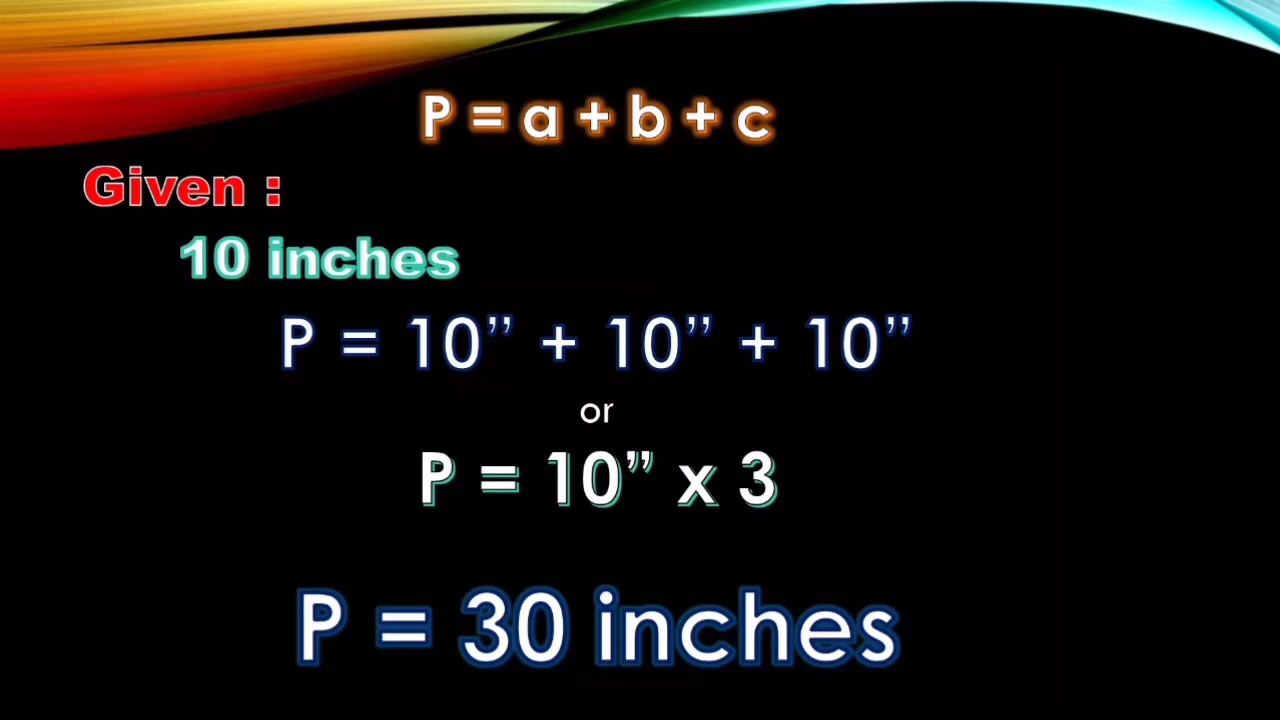 P = a + b + c
Given :
10 inches
P = 10” + 10” + 10”
or
P = 10” x 3
P = 30 inches